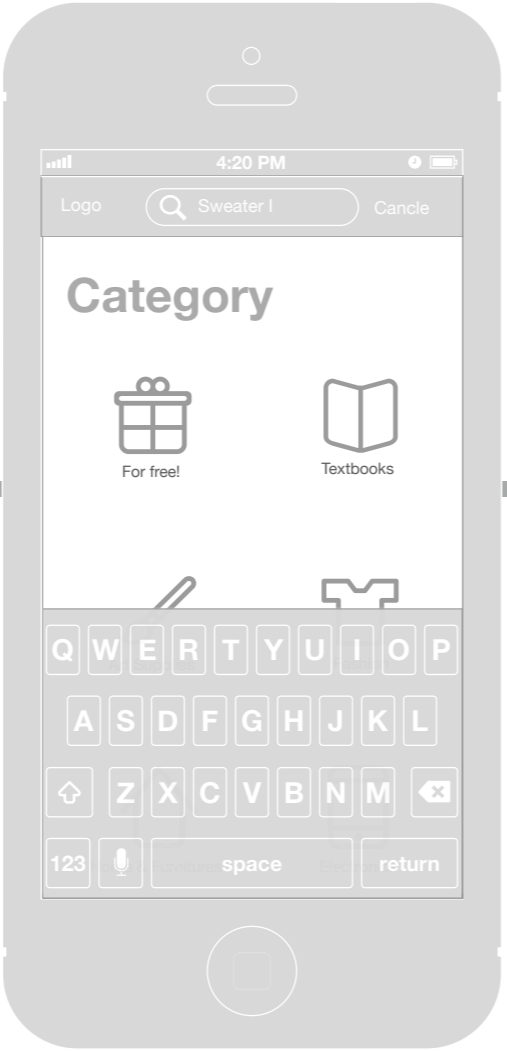 4:20 PM
Logo Sweater I Cancle
Category
For free! Textbooks
Q W E R T Y U I O P
A S D F G H J K L
Z X C V B N M
123 space return